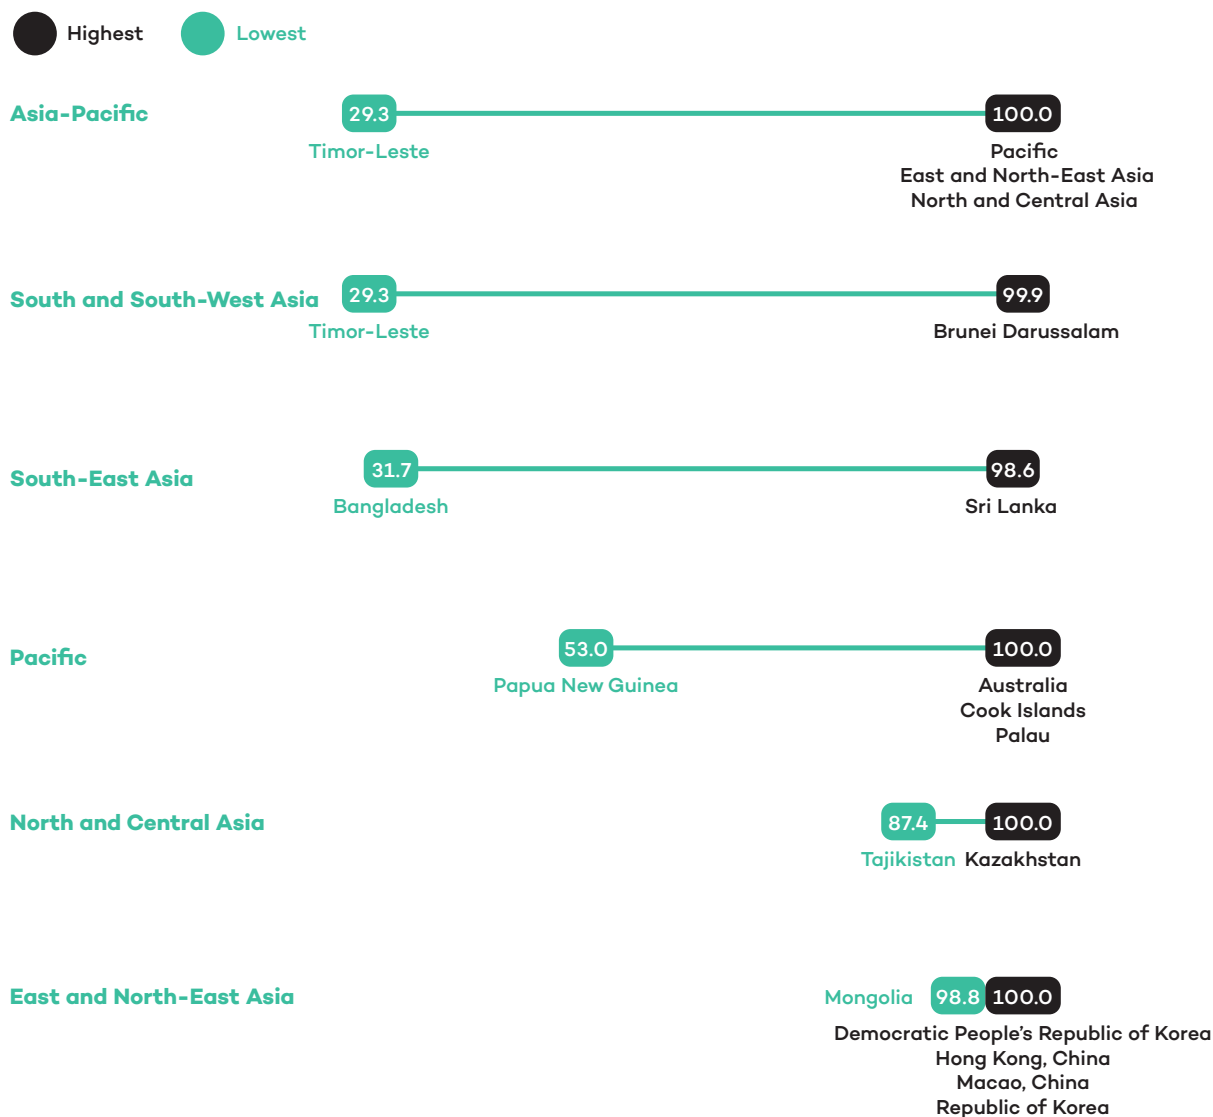 Highest Lowest
Asia-Pacific 29.3 100.0
Timor-Leste Pacific
East and North-East Asia
North and Central Asia
South and South-West Asia 29.3 99.9
Timor-Leste Brunei Darussalam
South-East Asia 31.7 98.6
Bangladesh Sri Lanka
Pacific 53.0 100.0
Papua New Guinea Australia
Cook Islands
Palau
North and Central Asia 87.4 100.0
Tajikistan Kazakhstan
East and North-East Asia Mongolia 98.8 100.0
Democratic People’s Republic of Korea
Hong Kong, China
Macao, China
Republic of Korea